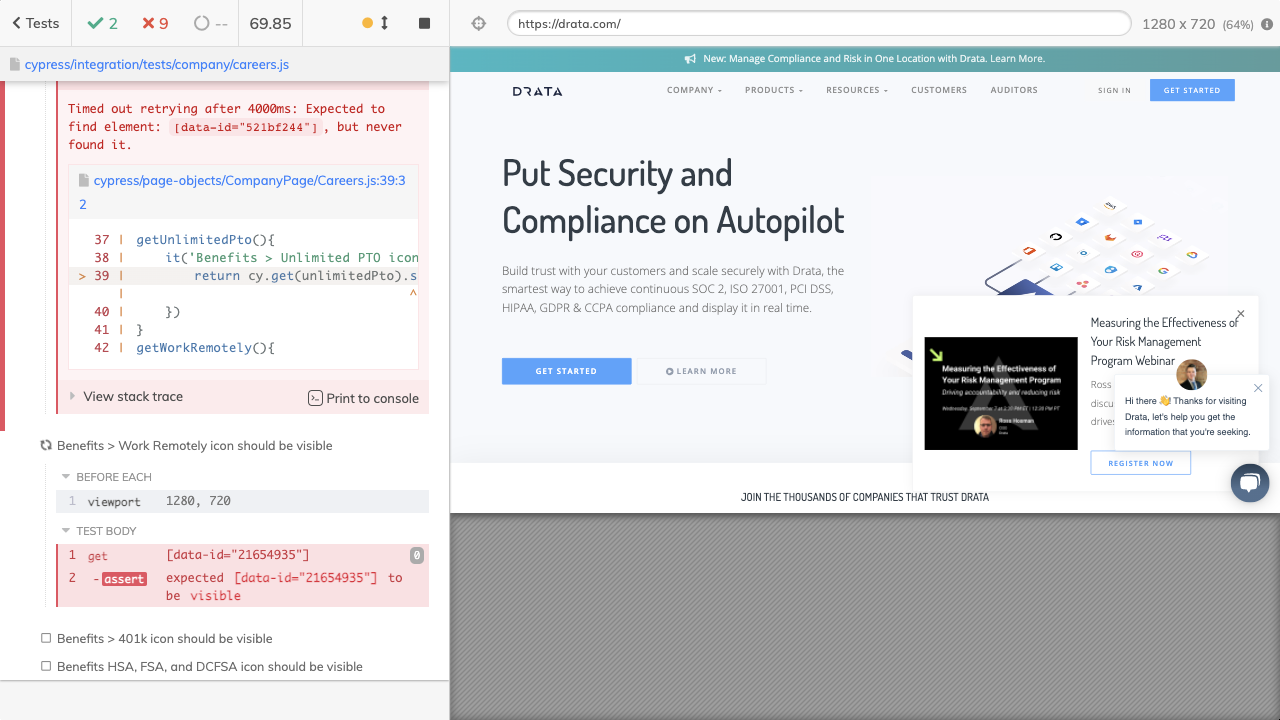 Tests
2
9
--
69.85
https://drata.com/
1280 x 720 (64%)
cypress/integration/tests/company/careers.js
Timed out retrying after 4000ms: Expected to
find element: [data-id="521bf244"], but never
found it.
cypress/page-objects/CompanyPage/Careers.js:39:3
2
37 | getUnlimitedPto(){
38 | it('Benefits > Unlimited PTO icon
> 39 | return cy.get(unlimitedPto).s
| ^
40 | })
41 | }
42 | getWorkRemotely(){
View stack trace
Print to console
Benefits > Work Remotely icon should be visible
BEFORE EACH
1 viewport 1280, 720
TEST BODY
1 get [data-id="21654935"] 0
2 -assert expected [data-id="21654935"] to
be visible
Benefits > 401k icon should be visible
Benefits HSA, FSA, and DCFSA icon should be visible
New: Manage Compliance and Risk in One Location with Drata. Learn More.
DRATA
COMPANY
PRODUCTS
RESOURCES
CUSTOMERS
AUDITORS
SIGN IN
GET STARTED
Put Security and
Compliance on Autopilot
Build trust with your customers and scale securely with Drata, the
smartest way to achieve continuous SOC 2, ISO 27001, PCI DSS,
HIPAA, GDPR & CCPA compliance and display it in real time.
GET STARTED
LEARN MORE
Measuring the Effectiveness of
Your Risk Management Program
Driving accountability and reducing risk
Wednesday, September 7 at
Ross Hosman
CISO
Drata
Measuring the Effectiveness of
Your Risk Management
Program Webinar
Ross
discu
drives
REGISTER NOW
Hi there 👋 Thanks for visiting
Drata, let's help you get the
information that you're seeking.
JOIN THE THOUSANDS OF COMPANIES THAT TRUST DRATA